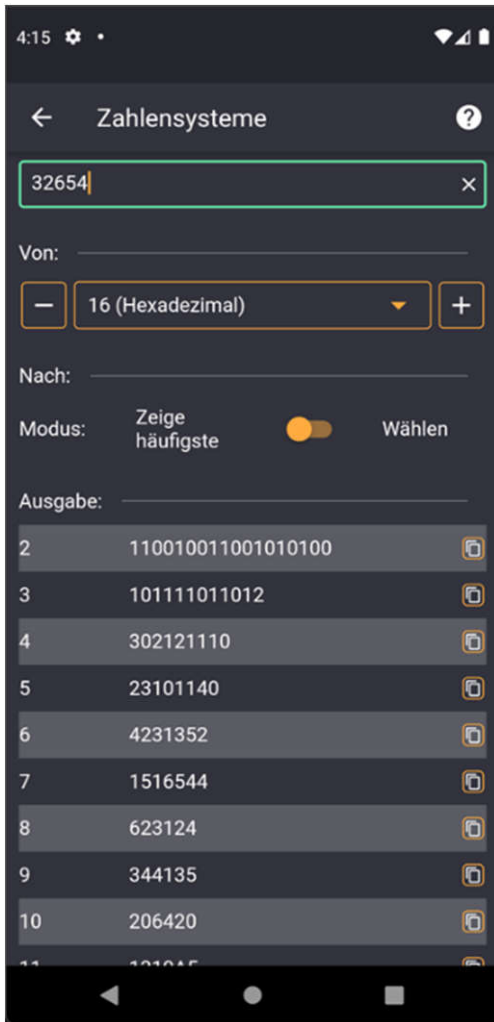 4:15
Zahlensysteme
32654
Von:
16 (Hexadezimal)
Nach:
Modus: Zeige häufigste Wählen
Ausgabe:
2 110010011001010100
3 101111011012
4 302121110
5 23101140
6 4231352
7 1516544
8 623124
9 344135
10 206420